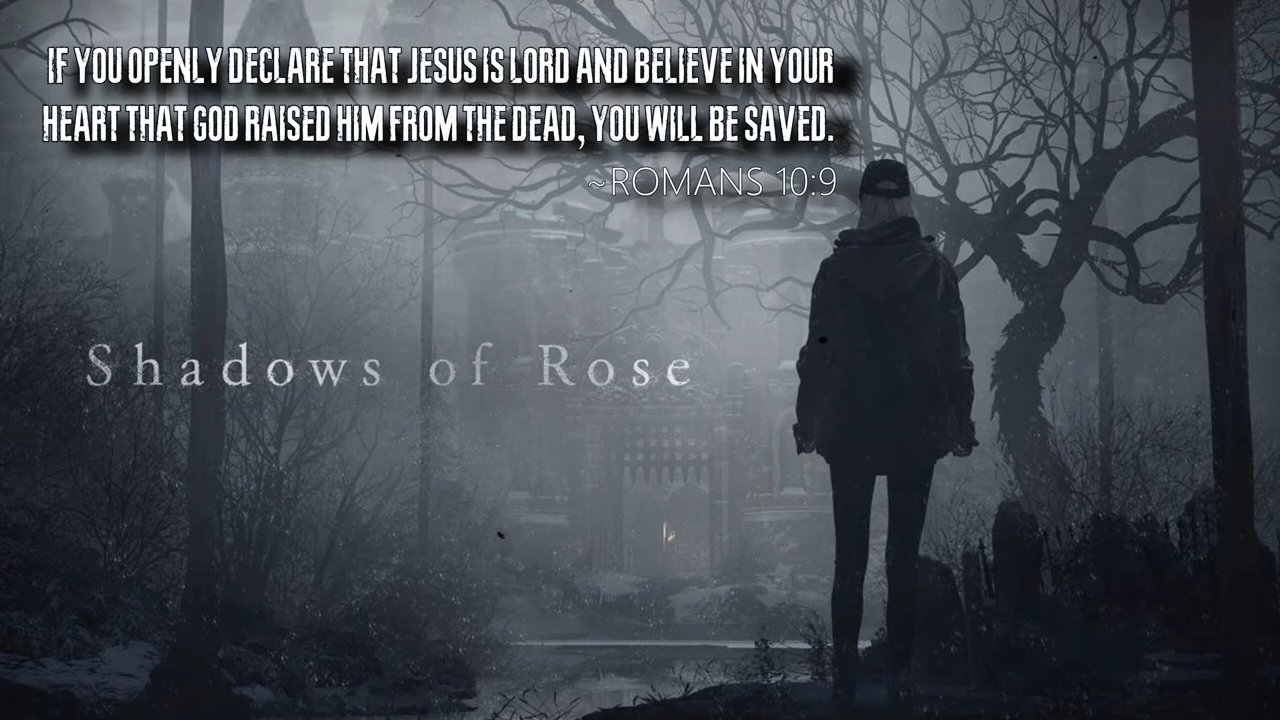 IF YOU OPENLY DECLARE THAT JESUS IS LORD AND BELIEVE IN YOUR
HEART THAT GOD RAISED HIM FROM THE DEAD, YOU WILL BE SAVED.
~ROMANS 10:9
Shadows of Rose